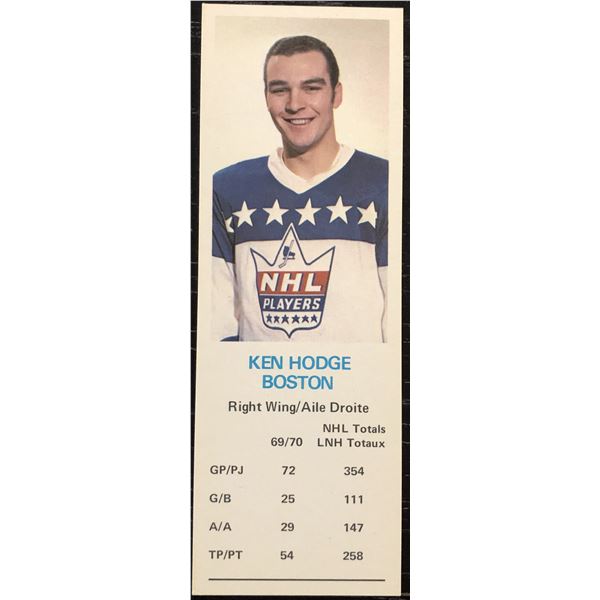 NHL
PLAYERS
KEN HODGE
BOSTON
Right Wing/Aile Droite
NHL Totals
69/70 LNH Totaux
GP/PJ 72 354
G/B 25 111
A/A 29 147
TP/PT 54 258